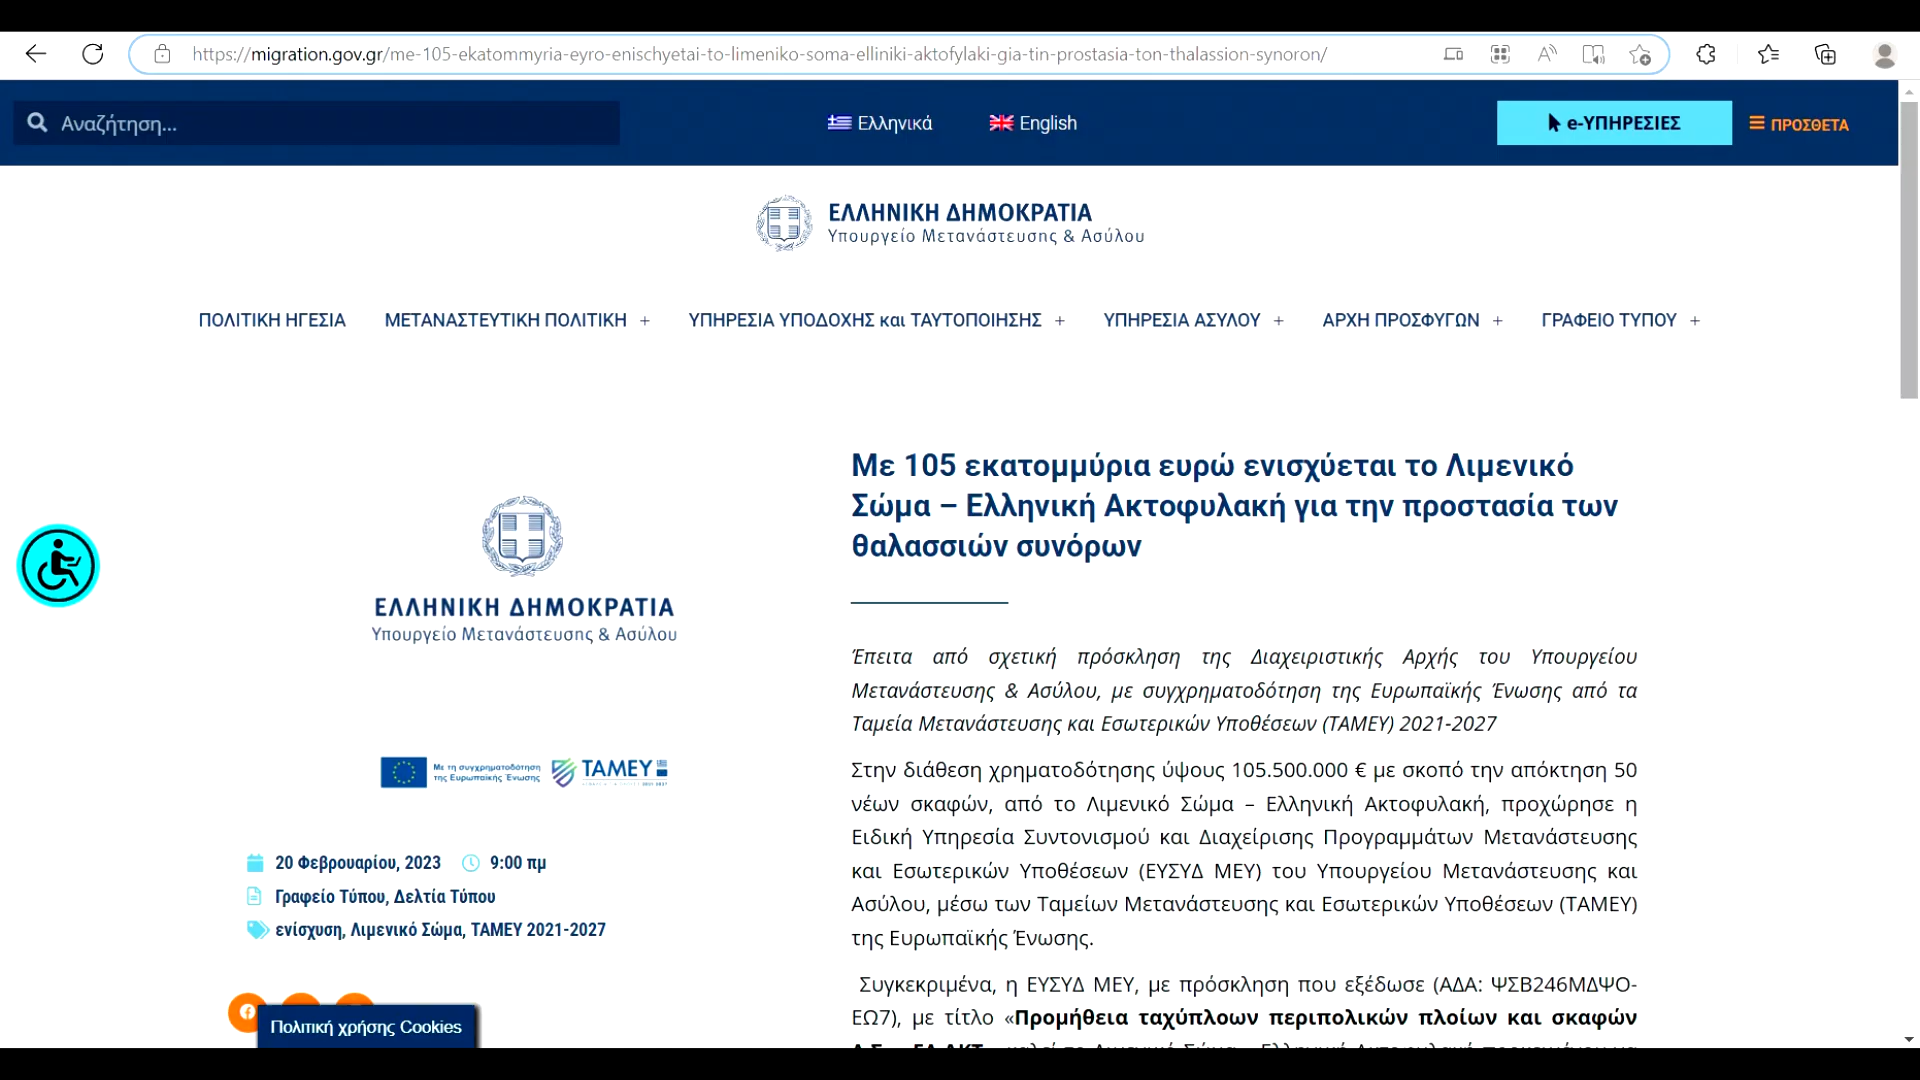 https://migration.gov.gr/me-105-ekatommyria-eyro-enischyetai-to-limeniko-soma-elliniki-aktofylaki-gia-tin-prostasia-ton-thalassion-synoron/
Αναζήτηση...
Ελληνικά
English
e-ΥΠΗΡΕΣΙΕΣ
ΠΡΟΣΘΕΤΑ
ΕΛΛΗΝΙΚΗ ΔΗΜΟΚΡΑΤΙΑ
Υπουργείο Μετανάστευσης & Ασύλου
ΠΟΛΙΤΙΚΗ ΗΓΕΣΙΑ
ΜΕΤΑΝΑΣΤΕΥΤΙΚΗ ΠΟΛΙΤΙΚΗ +
ΥΠΗΡΕΣΙΑ ΥΠΟΔΟΧΗΣ και ΤΑΥΤΟΠΟΙΗΣΗΣ +
ΥΠΗΡΕΣΙΑ ΑΣΥΛΟΥ +
ΑΡΧΗ ΠΡΟΣΦΥΓΩΝ +
ΓΡΑΦΕΙΟ ΤΥΠΟΥ +
ΕΛΛΗΝΙΚΗ ΔΗΜΟΚΡΑΤΙΑ
Υπουργείο Μετανάστευσης & Ασύλου
Με τη συγχρηματοδότηση
της Ευρωπαϊκής Ένωσης
ΤΑΜΕΥ
20 Φεβρουαρίου, 2023 9:00 πμ
Γραφείο Τύπου, Δελτία Τύπου
ενίσχυση, Λιμενικό Σώμα, ΤΑΜΕΥ 2021-2027
Πολιτική χρήσης Cookies
Με 105 εκατομμύρια ευρώ ενισχύεται το Λιμενικό
Σώμα – Ελληνική Ακτοφυλακή για την προστασία των
θαλασσιών συνόρων
Έπειτα από σχετική πρόσκληση της Διαχειριστικής Αρχής του Υπουργείου
Μετανάστευσης & Ασύλου, με συγχρηματοδότηση της Ευρωπαϊκής Ένωσης από τα
Ταμεία Μετανάστευσης και Εσωτερικών Υποθέσεων (ΤΑΜΕΥ) 2021-2027
Στην διάθεση χρηματοδότησης ύψους 105.500.000 € με σκοπό την απόκτηση 50
νέων σκαφών, από το Λιμενικό Σώμα – Ελληνική Ακτοφυλακή, προχώρησε η
Ειδική Υπηρεσία Συντονισμού και Διαχείρισης Προγραμμάτων Μετανάστευσης
και Εσωτερικών Υποθέσεων (ΕΥΣΥΔ ΜΕΥ) του Υπουργείου Μετανάστευσης και
Ασύλου, μέσω των Ταμείων Μετανάστευσης και Εσωτερικών Υποθέσεων (ΤΑΜΕΥ)
της Ευρωπαϊκής Ένωσης.
Συγκεκριμένα, η ΕΥΣΥΔ ΜΕΥ, με πρόσκληση που εξέδωσε (ΑΔΑ: ΨΣΒ246ΜΔΨΟ-
ΕΩ7), με τίτλο «Προμήθεια ταχύπλοων περιπολικών πλοίων και σκαφών